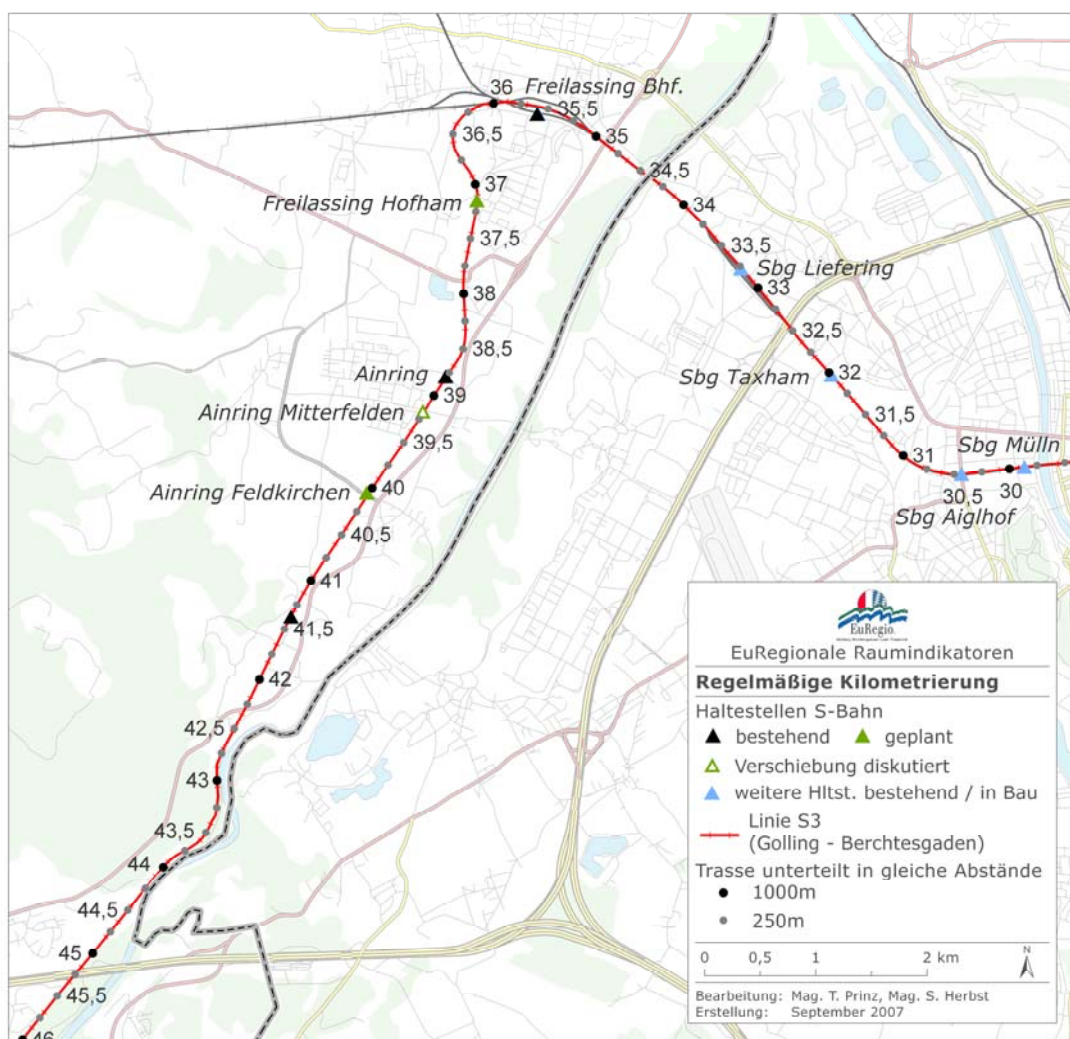 36
Freilassing Bhf.
35,5
35
36,5
34,5
37
Freilassing Hofham
34
37,5
33,5
Sbg Liefering
38
33
38,5
32,5
Ainring
Sbg Taxham
32
39
Ainring Mitterfelden
39,5
31,5
Sbg Mülln
31
Ainring Feldkirchen
40
30,5
30
Sbg Aiglhof
40,5
41
41,5
42
42,5
43
43,5
44
44,5
45
45,5
46
EuRegio
EuRegionale Raumindikatoren
Regelmäßige Kilometrierung
Haltestellen S-Bahn
bestehend
geplant
Verschiebung diskutiert
weitere Hltst. bestehend / in Bau
Linie S3
(Golling - Berchtesgaden)
Trasse unterteilt in gleiche Abstände
1000m
250m
0 0,5 1 2 km
N
Bearbeitung: Mag. T. Prinz, Mag. S. Herbst
Erstellung: September 2007